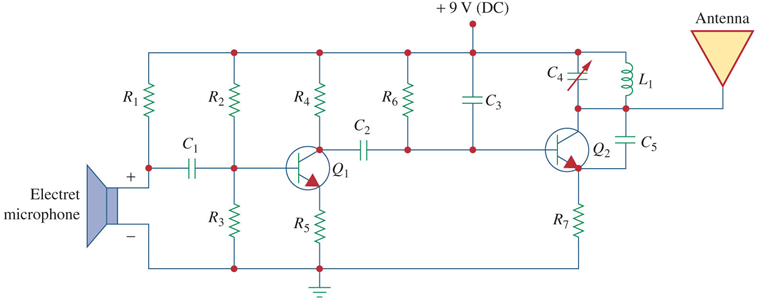 + 9 V (DC)
Antenna
C4
L1
R1
R2
R4
R6
C3
C1
C2
C5
Q1
Q2
+
Electret
microphone
R3
R5
R7
–